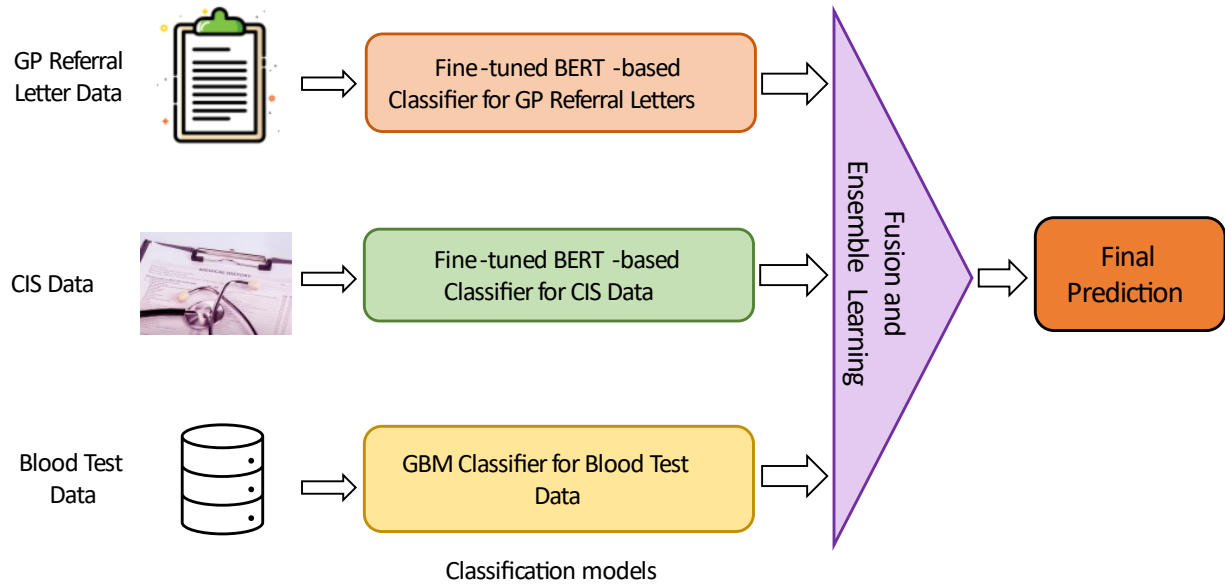 GP Referral
Letter Data
Fine-tuned BERT -based
Classifier for GP Referral Letters
CIS Data
MEDICAL HISTORY
Fine-tuned BERT -based
Classifier for CIS Data
Blood Test
Data
GBM Classifier for Blood Test
Data
Classification models
Fusion and
Ensemble Learning
Final
Prediction